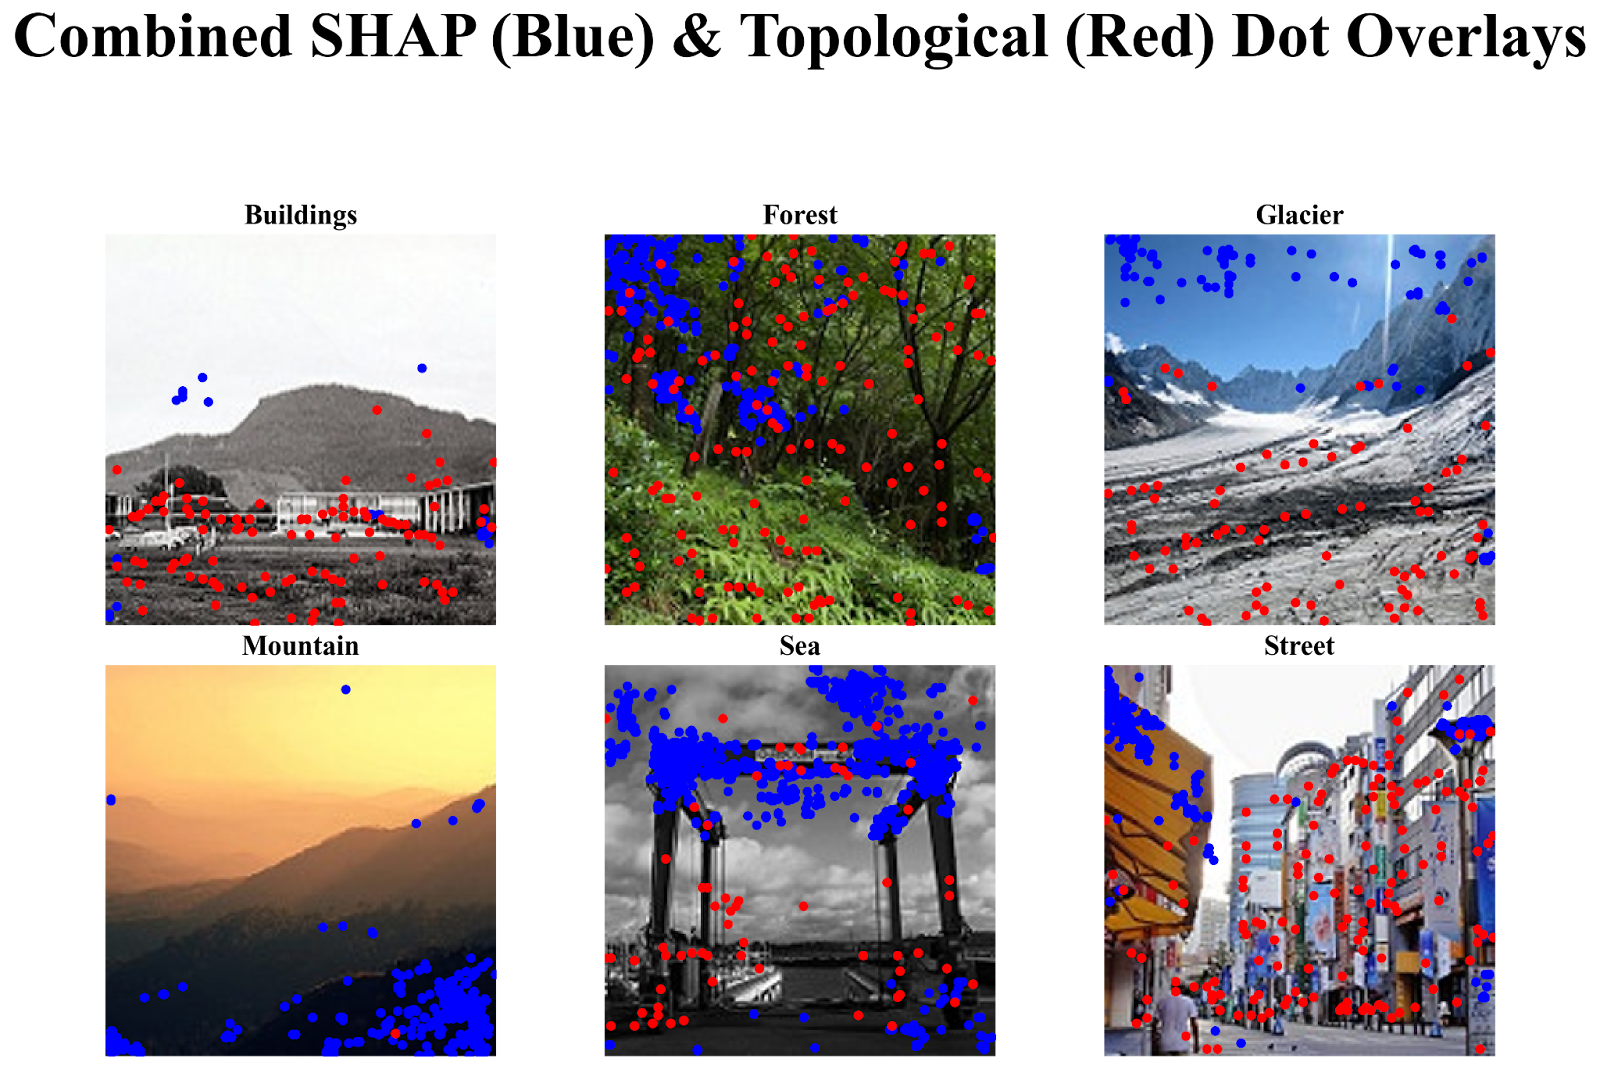 Combined SHAP (Blue) & Topological (Red) Dot Overlays
Buildings
Forest
Glacier
Mountain
Sea
Street